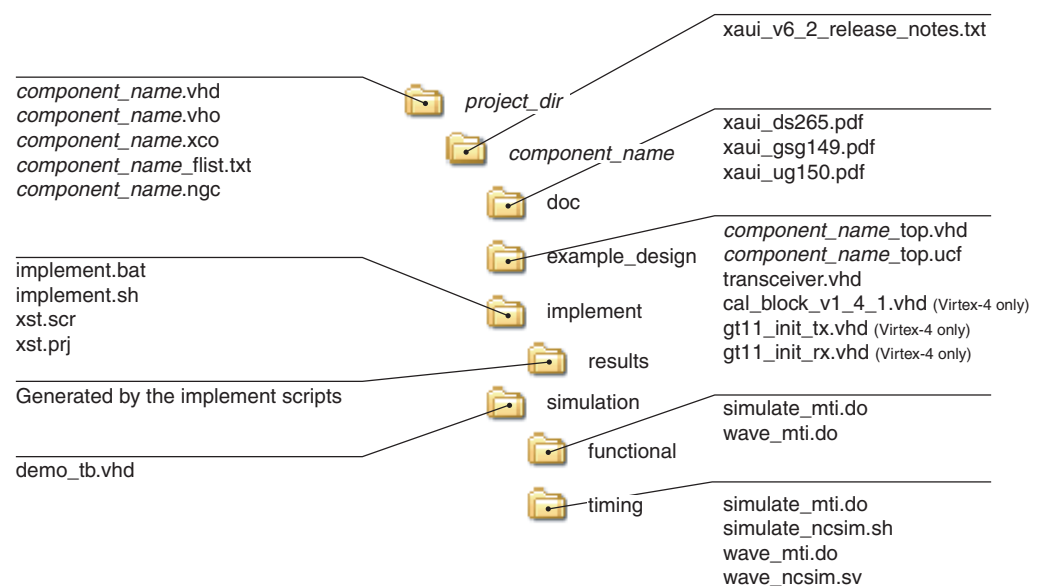 xaui_v6_2_release_notes.txt
component_name.vhd
component_name.vho
component_name.xco
component_name_flist.txt
component_name.ngc
project_dir
component_name
xaui_ds265.pdf
xaui_gsg149.pdf
xaui_ug150.pdf
doc
example_design
component_name_top.vhd
component_name_top.ucf
transceiver.vhd
cal_block_v1_4_1.vhd (Virtex-4 only)
gt11_init_tx.vhd (Virtex-4 only)
gt11_init_rx.vhd (Virtex-4 only)
implement.bat
implement.sh
xst.scr
xst.prj
implement
results
Generated by the implement scripts
simulation
demo_tb.vhd
functional
simulate_mti.do
wave_mti.do
timing
simulate_mti.do
simulate_ncsim.sh
wave_mti.do
wave_ncsim.sv